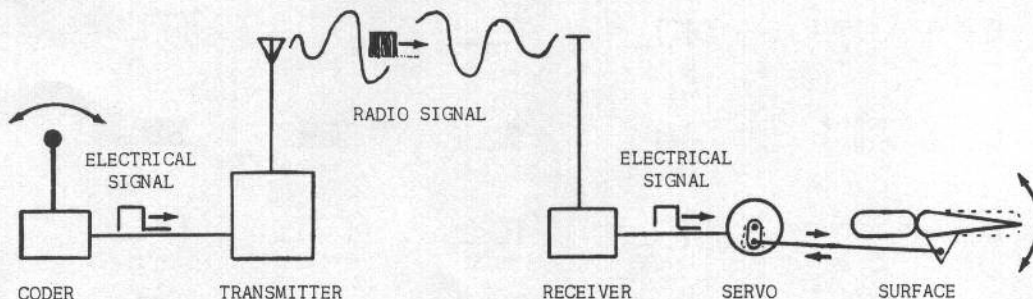 RADIO SIGNAL
ELECTRICAL
SIGNAL
ELECTRICAL
SIGNAL
CODER
TRANSMITTER
RECEIVER
SERVO
SURFACE